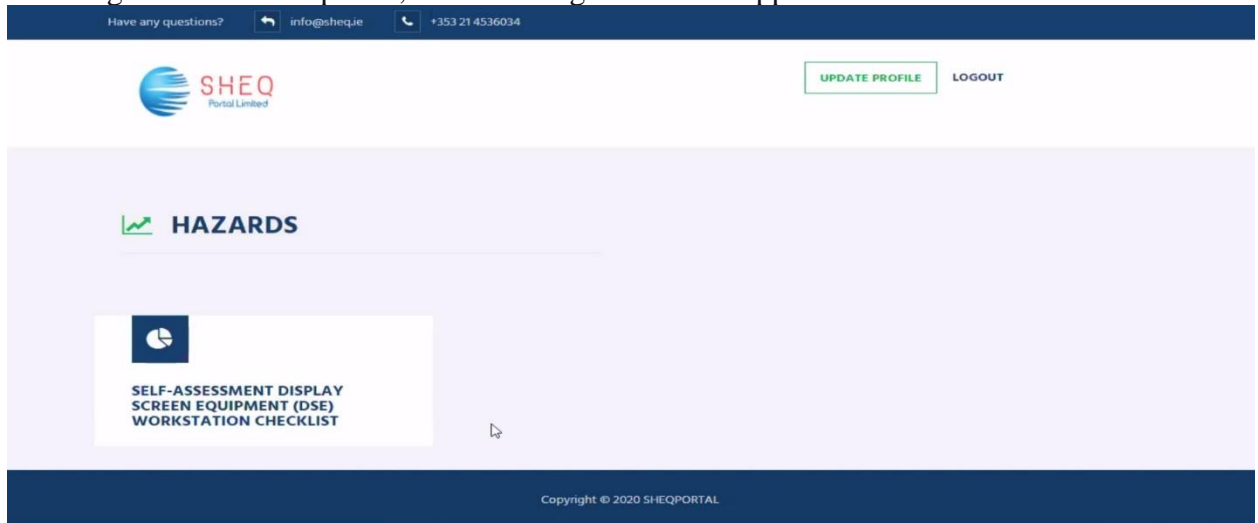 Have any questions? info@sheq.ie +353 21 4536034
SHEQ
Portal Limited
UPDATE PROFILE LOGOUT
HAZARDS
SELF-ASSESSMENT DISPLAY
SCREEN EQUIPMENT (DSE)
WORKSTATION CHECKLIST
Copyright © 2020 SHEQPORTAL